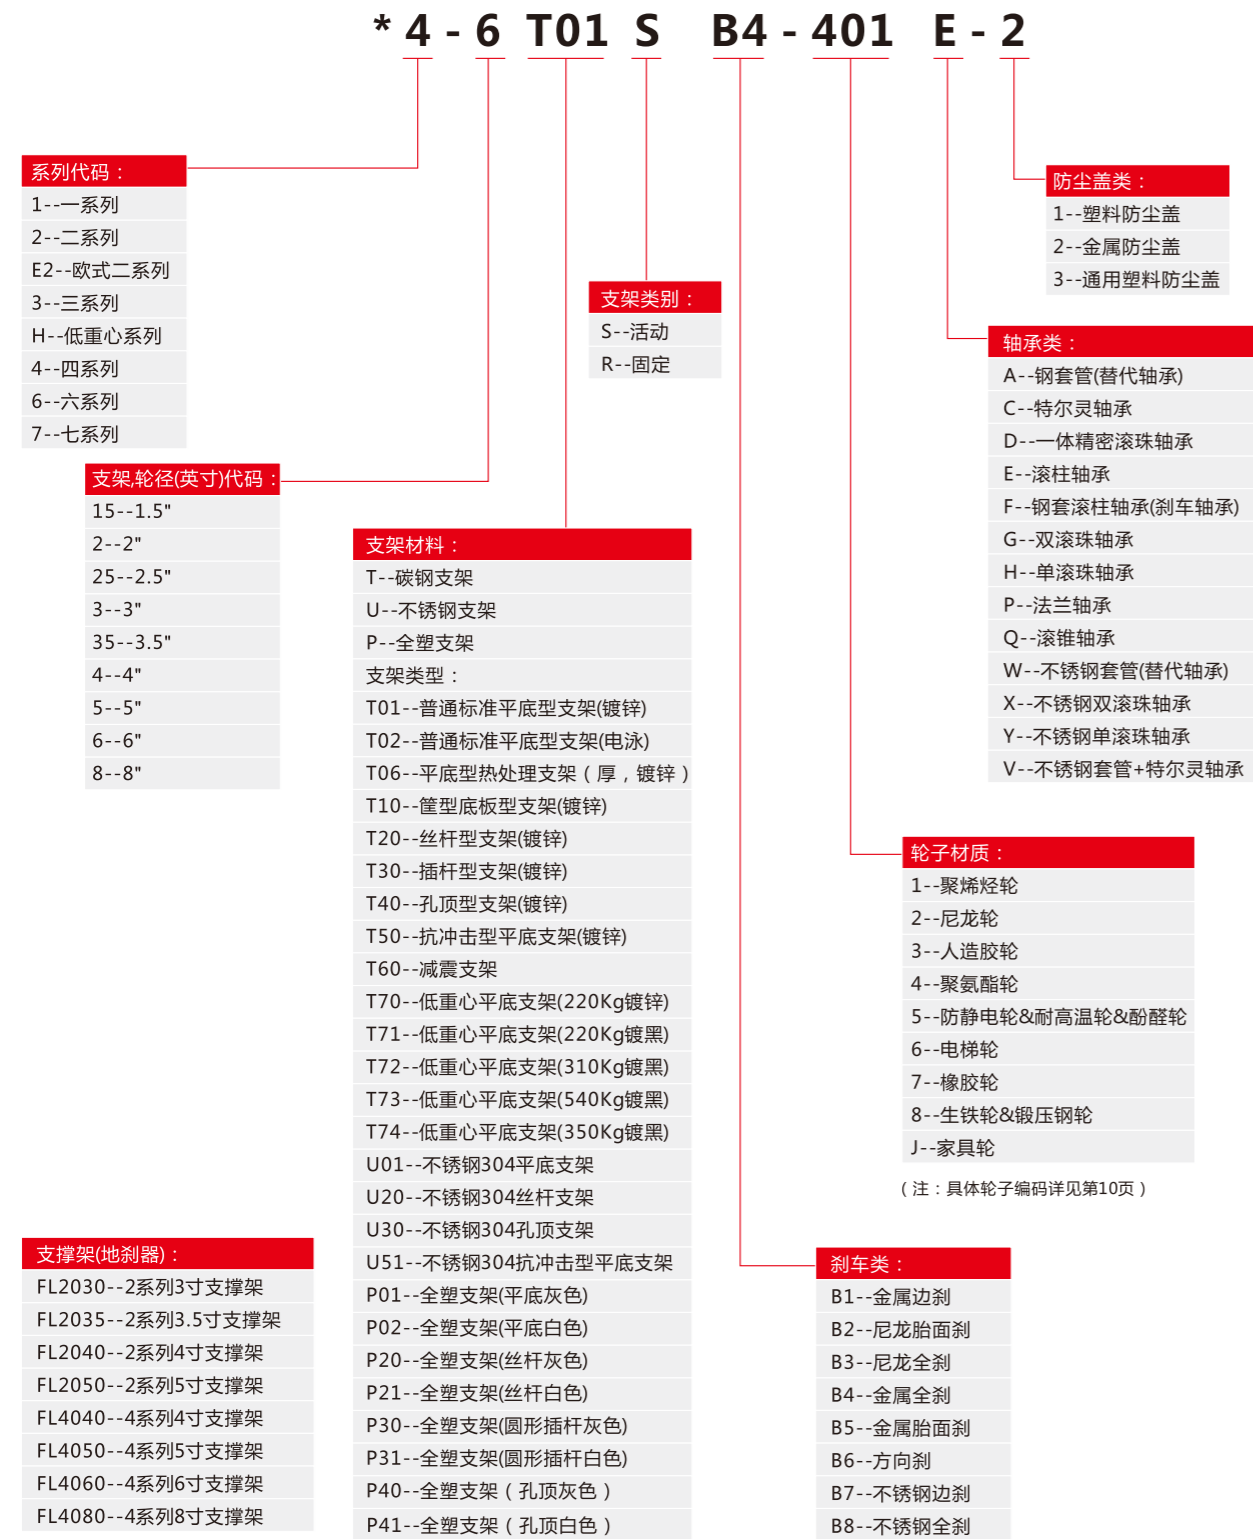 *4-6 T01 S B4-401 E-2
系列代码：
1--一系列
2--二系列
E2--欧式二系列
3--三系列
H--低重心系列
4--四系列
6--六系列
7--七系列
支架,轮径(英寸)代码：
15--1.5"
2--2"
25--2.5"
3--3"
35--3.5"
4--4"
5--5"
6--6"
8--8"
支架材料：
T--碳钢支架
U--不锈钢支架
P--全塑支架
支架类型：
T01--普通标准平底型支架(镀锌)
T02--普通标准平底型支架(电泳)
T06--平底型热处理支架（厚，镀锌）
T10--筐型底板型支架(镀锌)
T20--丝杆型支架(镀锌)
T30--插杆型支架(镀锌)
T40--孔顶型支架(镀锌)
T50--抗冲击型平底支架(镀锌)
T60--减震支架
T70--低重心平底支架(220Kg镀锌)
T71--低重心平底支架(220Kg镀黑)
T72--低重心平底支架(310Kg镀黑)
T73--低重心平底支架(540Kg镀黑)
T74--低重心平底支架(350Kg镀黑)
U01--不锈钢304平底支架
U20--不锈钢304丝杆支架
U30--不锈钢304孔顶支架
U51--不锈钢304抗冲击型平底支架
P01--全塑支架(平底灰色)
P02--全塑支架(平底白色)
P20--全塑支架(丝杆灰色)
P21--全塑支架(丝杆白色)
P30--全塑支架(圆形插杆灰色)
P31--全塑支架(圆形插杆白色)
P40--全塑支架（孔顶灰色）
P41--全塑支架（孔顶白色）
支架类别：
S--活动
R--固定
防尘盖类：
1--塑料防尘盖
2--金属防尘盖
3--通用塑料防尘盖
轴承类：
A--钢套管(替代轴承)
C--特尔灵轴承
D--一体精密滚珠轴承
E--滚柱轴承
F--钢套滚柱轴承(刹车轴承)
G--双滚珠轴承
H--单滚珠轴承
P--法兰轴承
Q--滚锥轴承
W--不锈钢套管(替代轴承)
X--不锈钢双滚珠轴承
Y--不锈钢单滚珠轴承
V--不锈钢套管+特尔灵轴承
轮子材质：
1--聚烯烃轮
2--尼龙轮
3--人造胶轮
4--聚氨酯轮
5--防静电轮&耐高温轮&酚醛轮
6--电梯轮
7--橡胶轮
8--生铁轮&锻压钢轮
J--家具轮
（注：具体轮子编码详见第10页）
刹车类：
B1--金属边刹
B2--尼龙胎面刹
B3--尼龙全刹
B4--金属全刹
B5--金属胎面刹
B6--方向刹
B7--不锈钢边刹
B8--不锈钢全刹
支撑架(地刹器)：
FL2030--2系列3寸支撑架
FL2035--2系列3.5寸支撑架
FL2040--2系列4寸支撑架
FL2050--2系列5寸支撑架
FL4040--4系列4寸支撑架
FL4050--4系列5寸支撑架
FL4060--4系列6寸支撑架
FL4080--4系列8寸支撑架